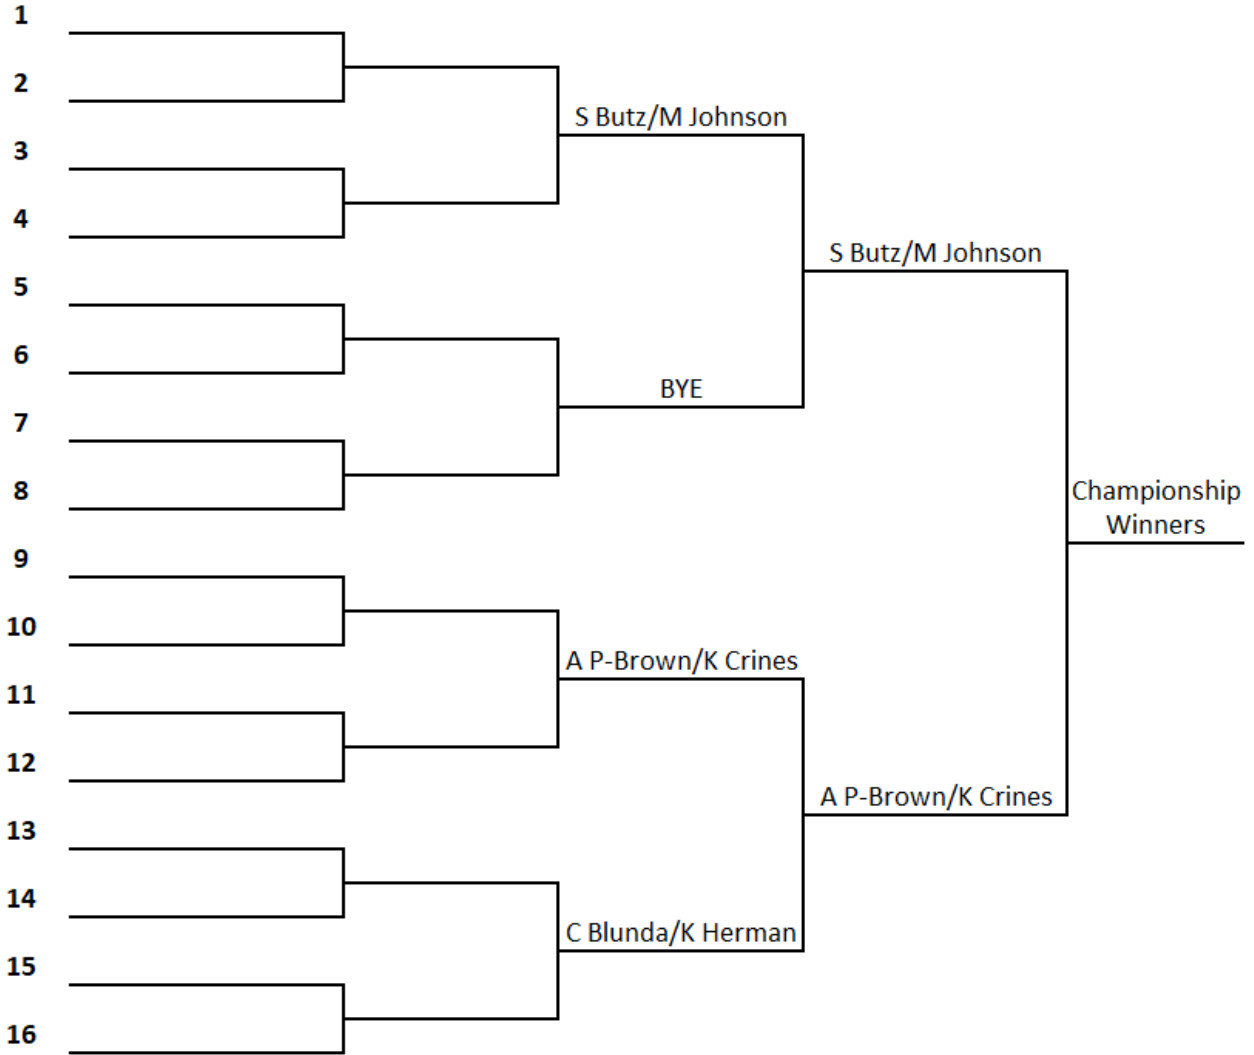 1
2
S Butz/M Johnson
3
4
S Butz/M Johnson
5
6
BYE
7
8
Championship
Winners
9
10
A P-Brown/K Crines
11
12
A P-Brown/K Crines
13
14
C Blunda/K Herman
15
16